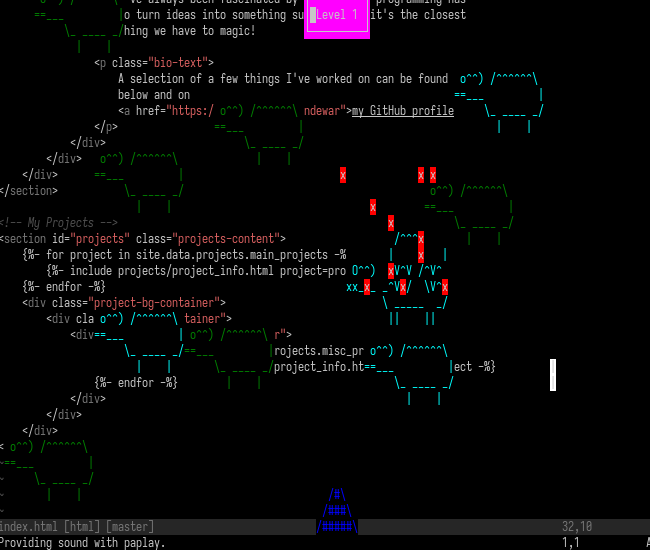 've always been fascinated by Level 1 programming has
o turn ideas into something su it's the closest
hing we have to magic!
<p class="bio-text">
A selection of a few things I've worked on can be found
below and on
<a href="https:/ ndewar">my GitHub profile
</p>
</div>
</div>
</div>
</section>
<!-- My Projects -->
<section id="projects" class="projects-content">
{%- for project in site.data.projects.main_projects -%
{%- include projects/project_info.html project=pro
{%- endfor -%}
<div class="project-bg-container">
<div cla tainer">
<div r">
rojects.misc_pr
project_info.ht ect -%}
{%- endfor -%}
</div>
</div>
</div>
<
index.html [html] [master] 32,10
Providing sound with paplay. 1,1